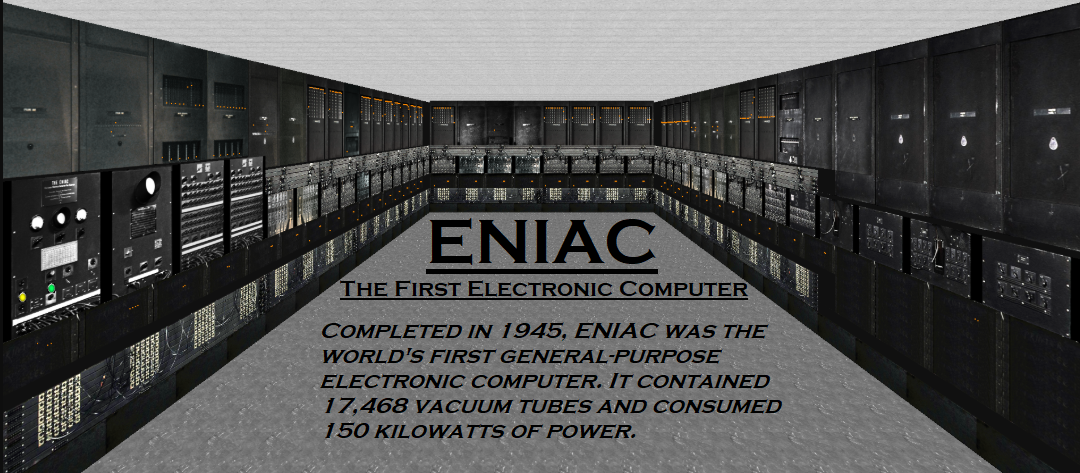 ENIAC
The First Electronic Computer
Completed in 1945, ENIAC was the
world's first general-purpose
electronic computer. It contained
17,468 vacuum tubes and consumed
150 kilowatts of power.